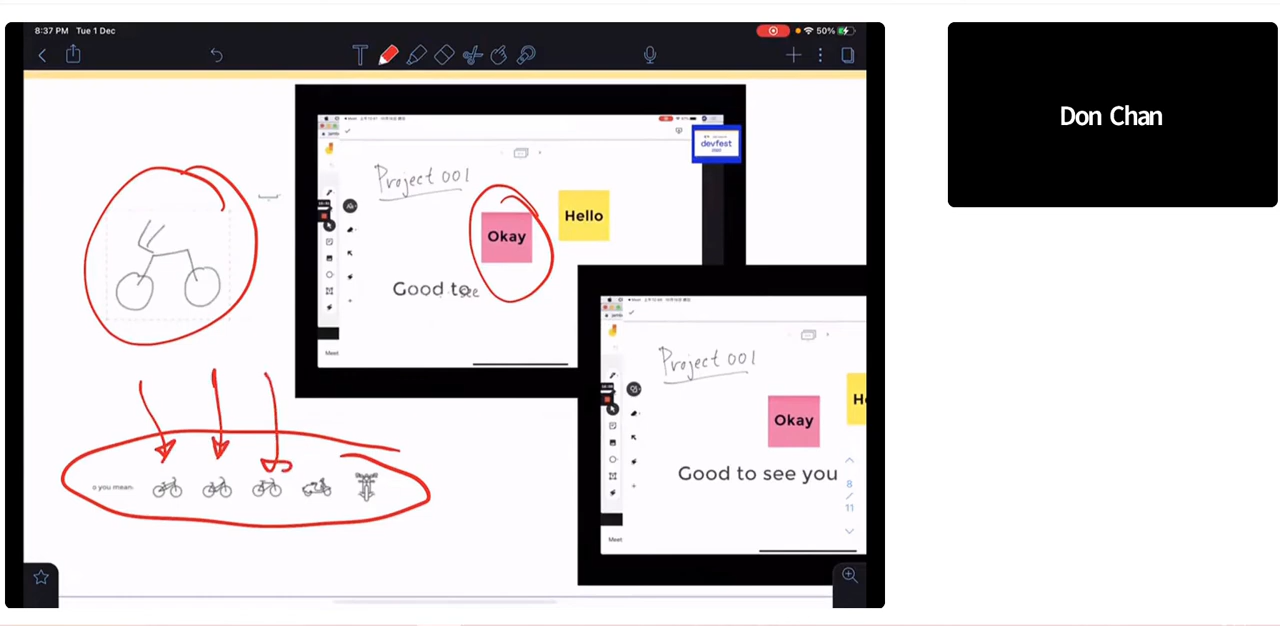 8:37 PM Tue 1 Dec
50%
Don Chan
devfest
Project 001
Hello
Okay
Good to see
Meet
Project 001
He
Okay
Good to see you
8
/
11
o you mean:
Meet